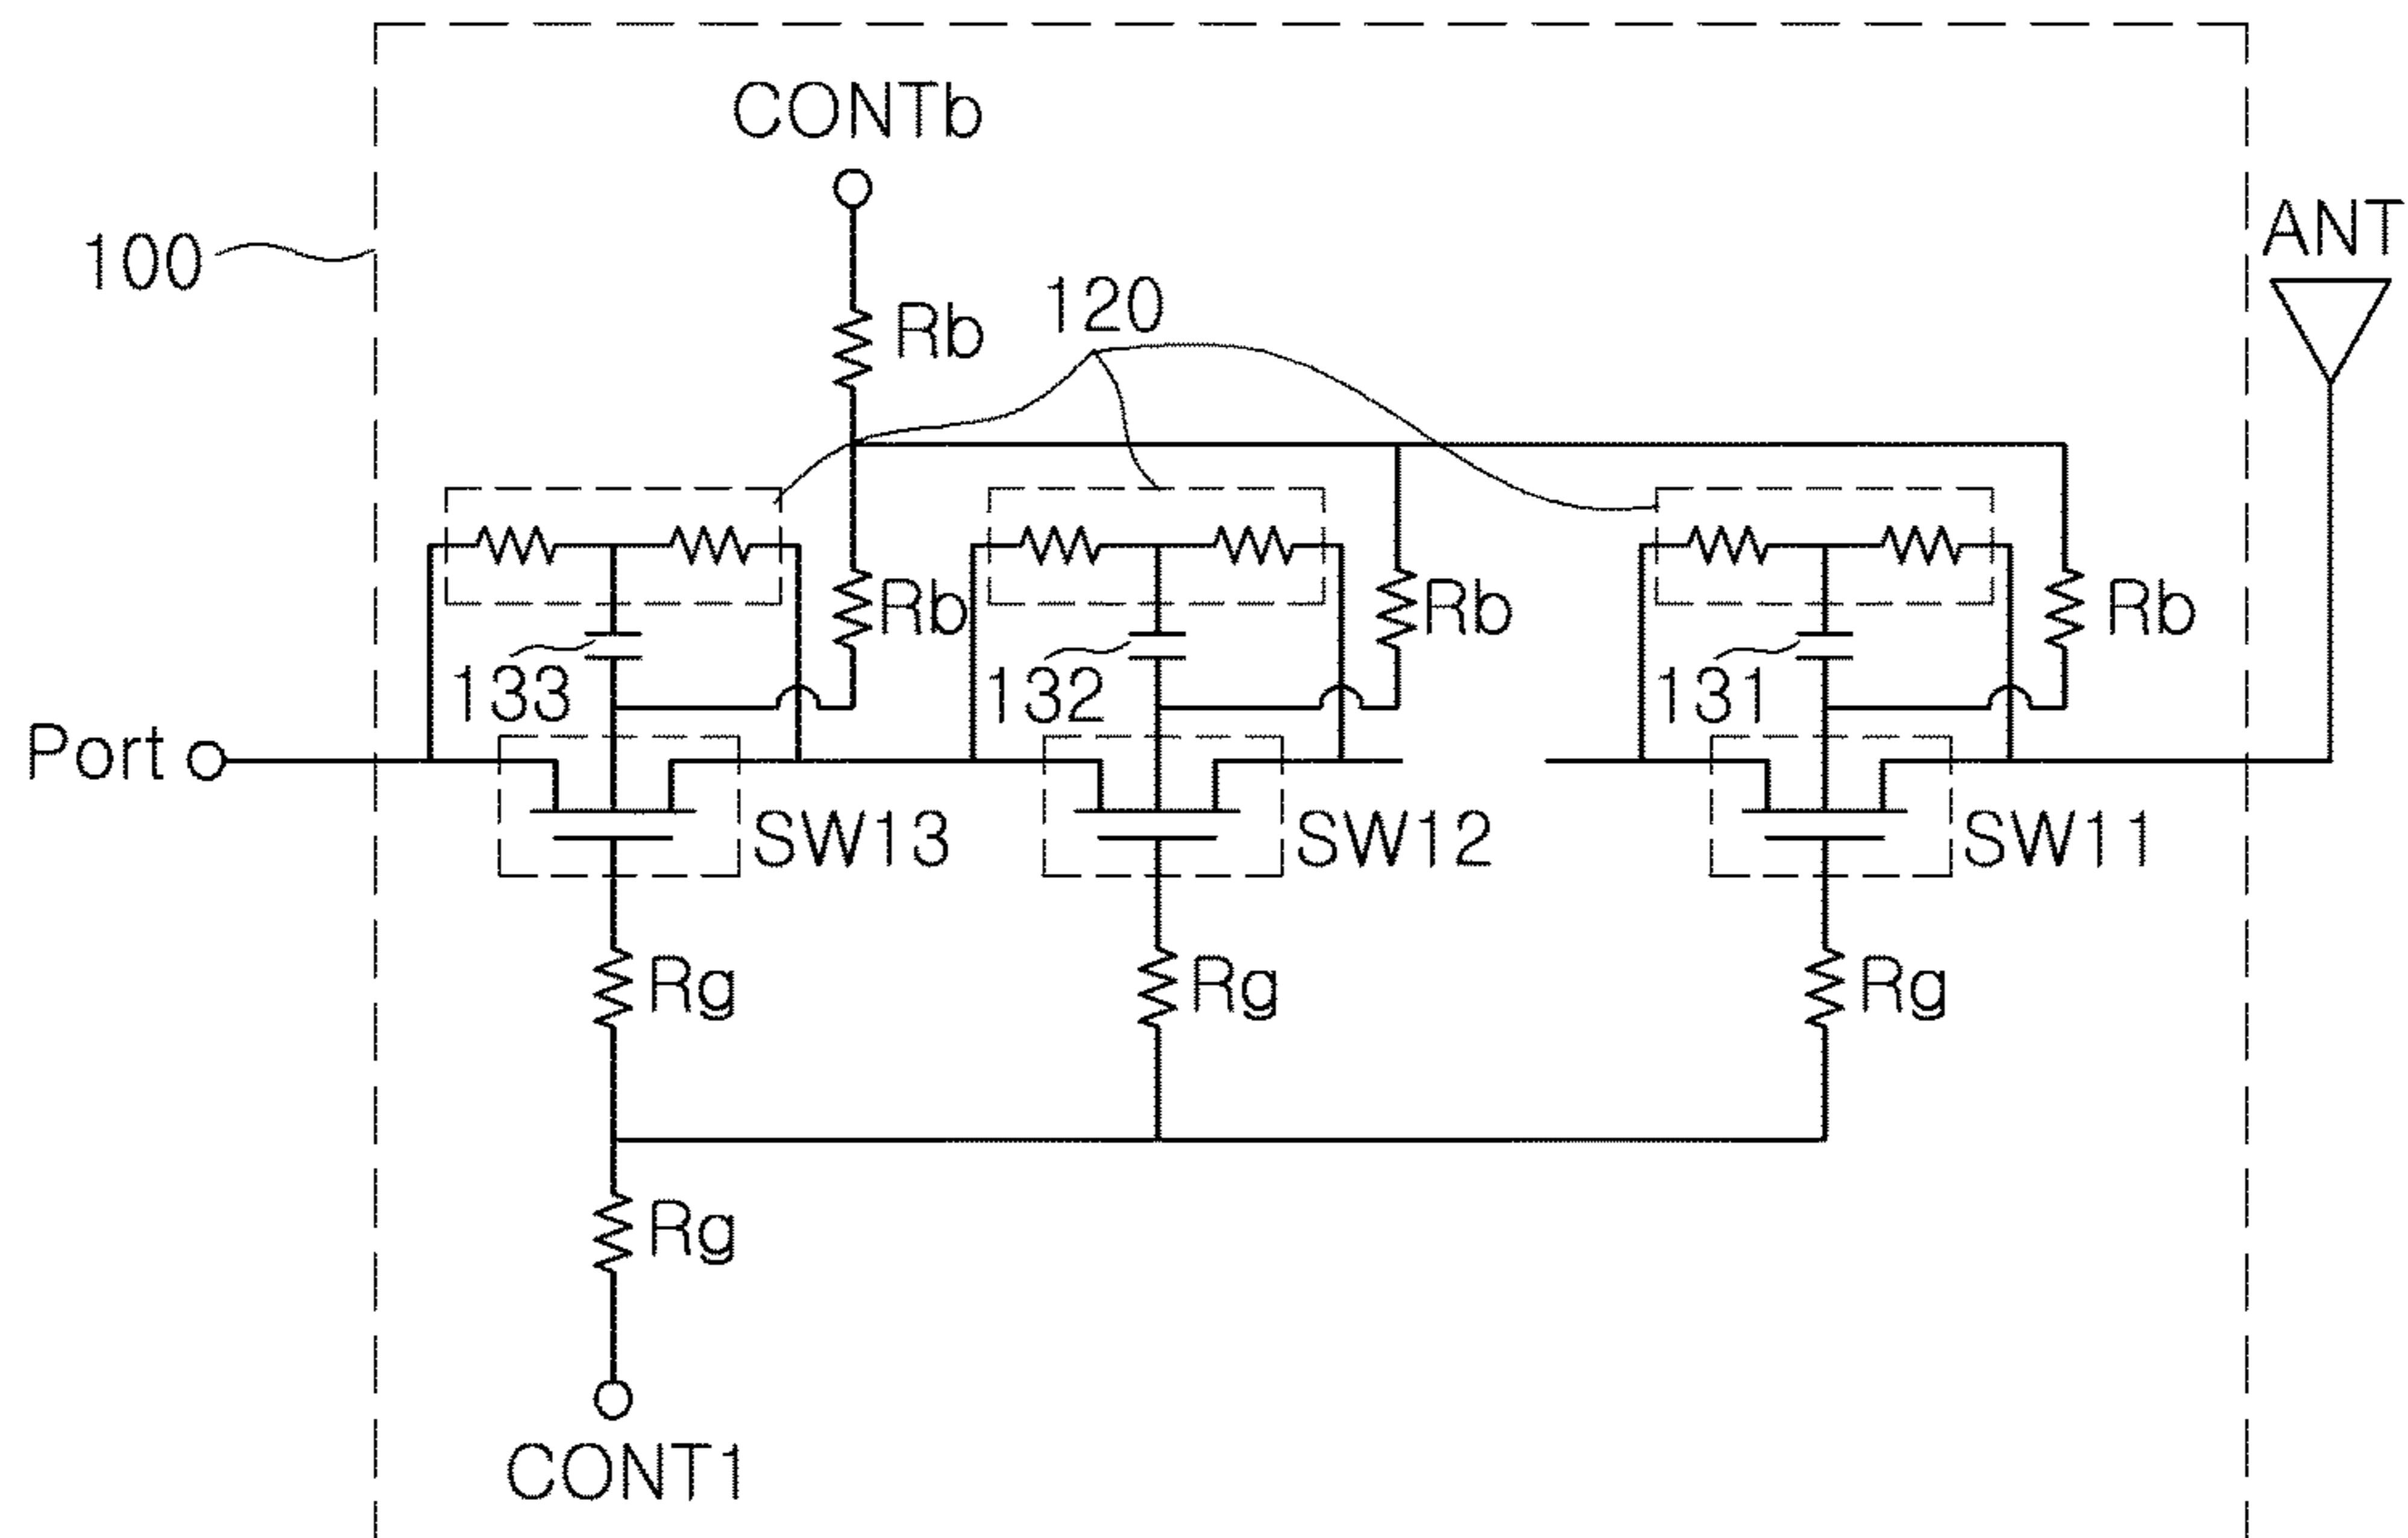 CONTb
100
ANT
120
Rb
Rb
Rb
Rb
133
132
131
Port
SW13
SW12
SW11
Rg
Rg
Rg
Rg
CONT1